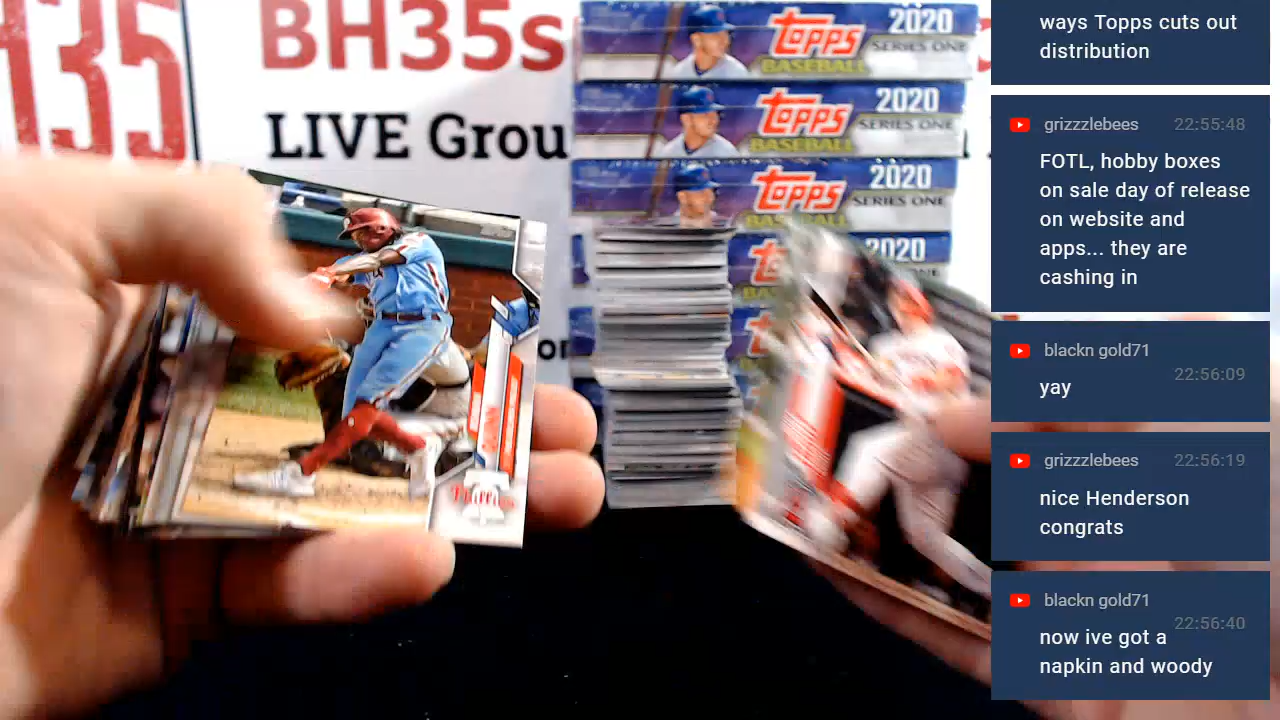 H35
BH35s
LIVE Grou
2020
Topps
SERIES ONE
BASEBALL
2020
Topps
SERIES ONE
BASEBALL
2020
Topps
SERIES ONE
BASEBALL
2020
Phillies
ways Topps cuts out
distribution
grizzzlebees 22:55:48
FOTL, hobby boxes
on sale day of release
on website and
apps... they are
cashing in
blackn gold71
22:56:09
yay
grizzzlebees 22:56:19
nice Henderson
congrats
blackn gold71
22:56:40
now ive got a
napkin and woody